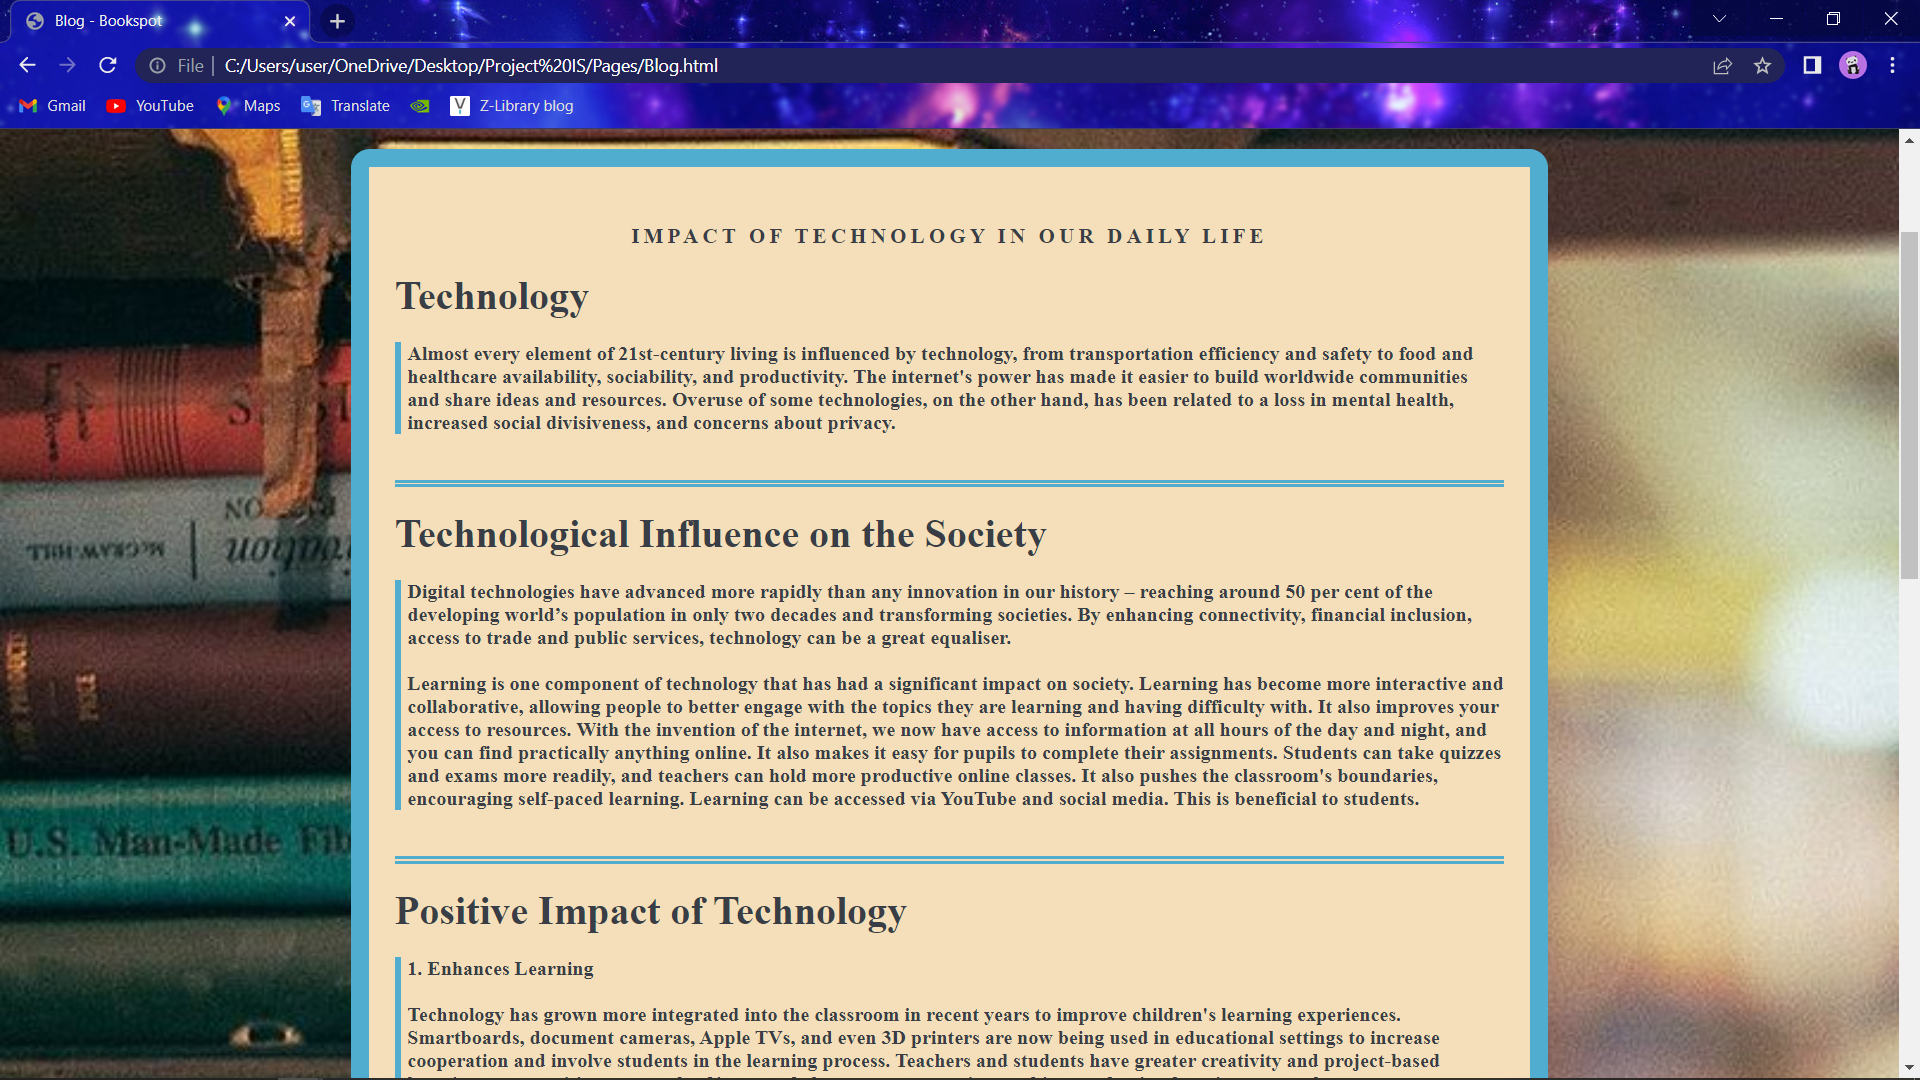 Blog - Bookspot
File
C:/Users/user/OneDrive/Desktop/Project%20IS/Pages/Blog.html
Gmail
YouTube
Maps
Translate
Z-Library blog
IMPACT OF TECHNOLOGY IN OUR DAILY LIFE
Technology
Almost every element of 21st-century living is influenced by technology, from transportation efficiency and safety to food and
healthcare availability, sociability, and productivity. The internet's power has made it easier to build worldwide communities
and share ideas and resources. Overuse of some technologies, on the other hand, has been related to a loss in mental health,
increased social divisiveness, and concerns about privacy.
Technological Influence on the Society
Digital technologies have advanced more rapidly than any innovation in our history – reaching around 50 per cent of the
developing world’s population in only two decades and transforming societies. By enhancing connectivity, financial inclusion,
access to trade and public services, technology can be a great equaliser.
Learning is one component of technology that has had a significant impact on society. Learning has become more interactive and
collaborative, allowing people to better engage with the topics they are learning and having difficulty with. It also improves your
access to resources. With the invention of the internet, we now have access to information at all hours of the day and night, and
you can find practically anything online. It also makes it easy for pupils to complete their assignments. Students can take quizzes
and exams more readily, and teachers can hold more productive online classes. It also pushes the classroom's boundaries,
encouraging self-paced learning. Learning can be accessed via YouTube and social media. This is beneficial to students.
Positive Impact of Technology
1. Enhances Learning
Technology has grown more integrated into the classroom in recent years to improve children's learning experiences.
Smartboards, document cameras, Apple TVs, and even 3D printers are now being used in educational settings to increase
cooperation and involve students in the learning process. Teachers and students have greater creativity and project-based
McGRAW-HILL
U.S. Man-Made Fib